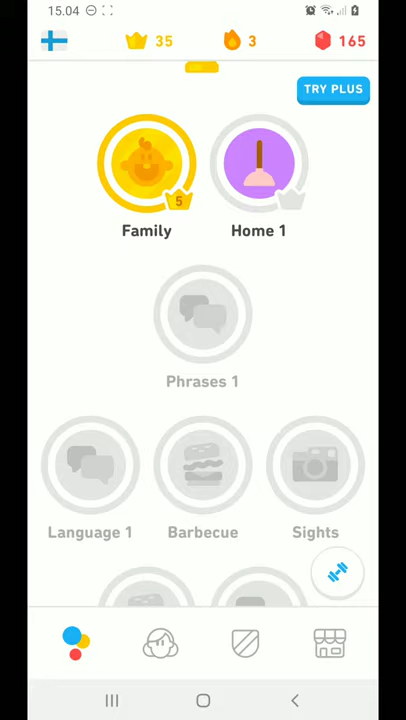 15.04
35
3
165
TRY PLUS
5
Family
Home 1
Phrases 1
Language 1
Barbecue
Sights